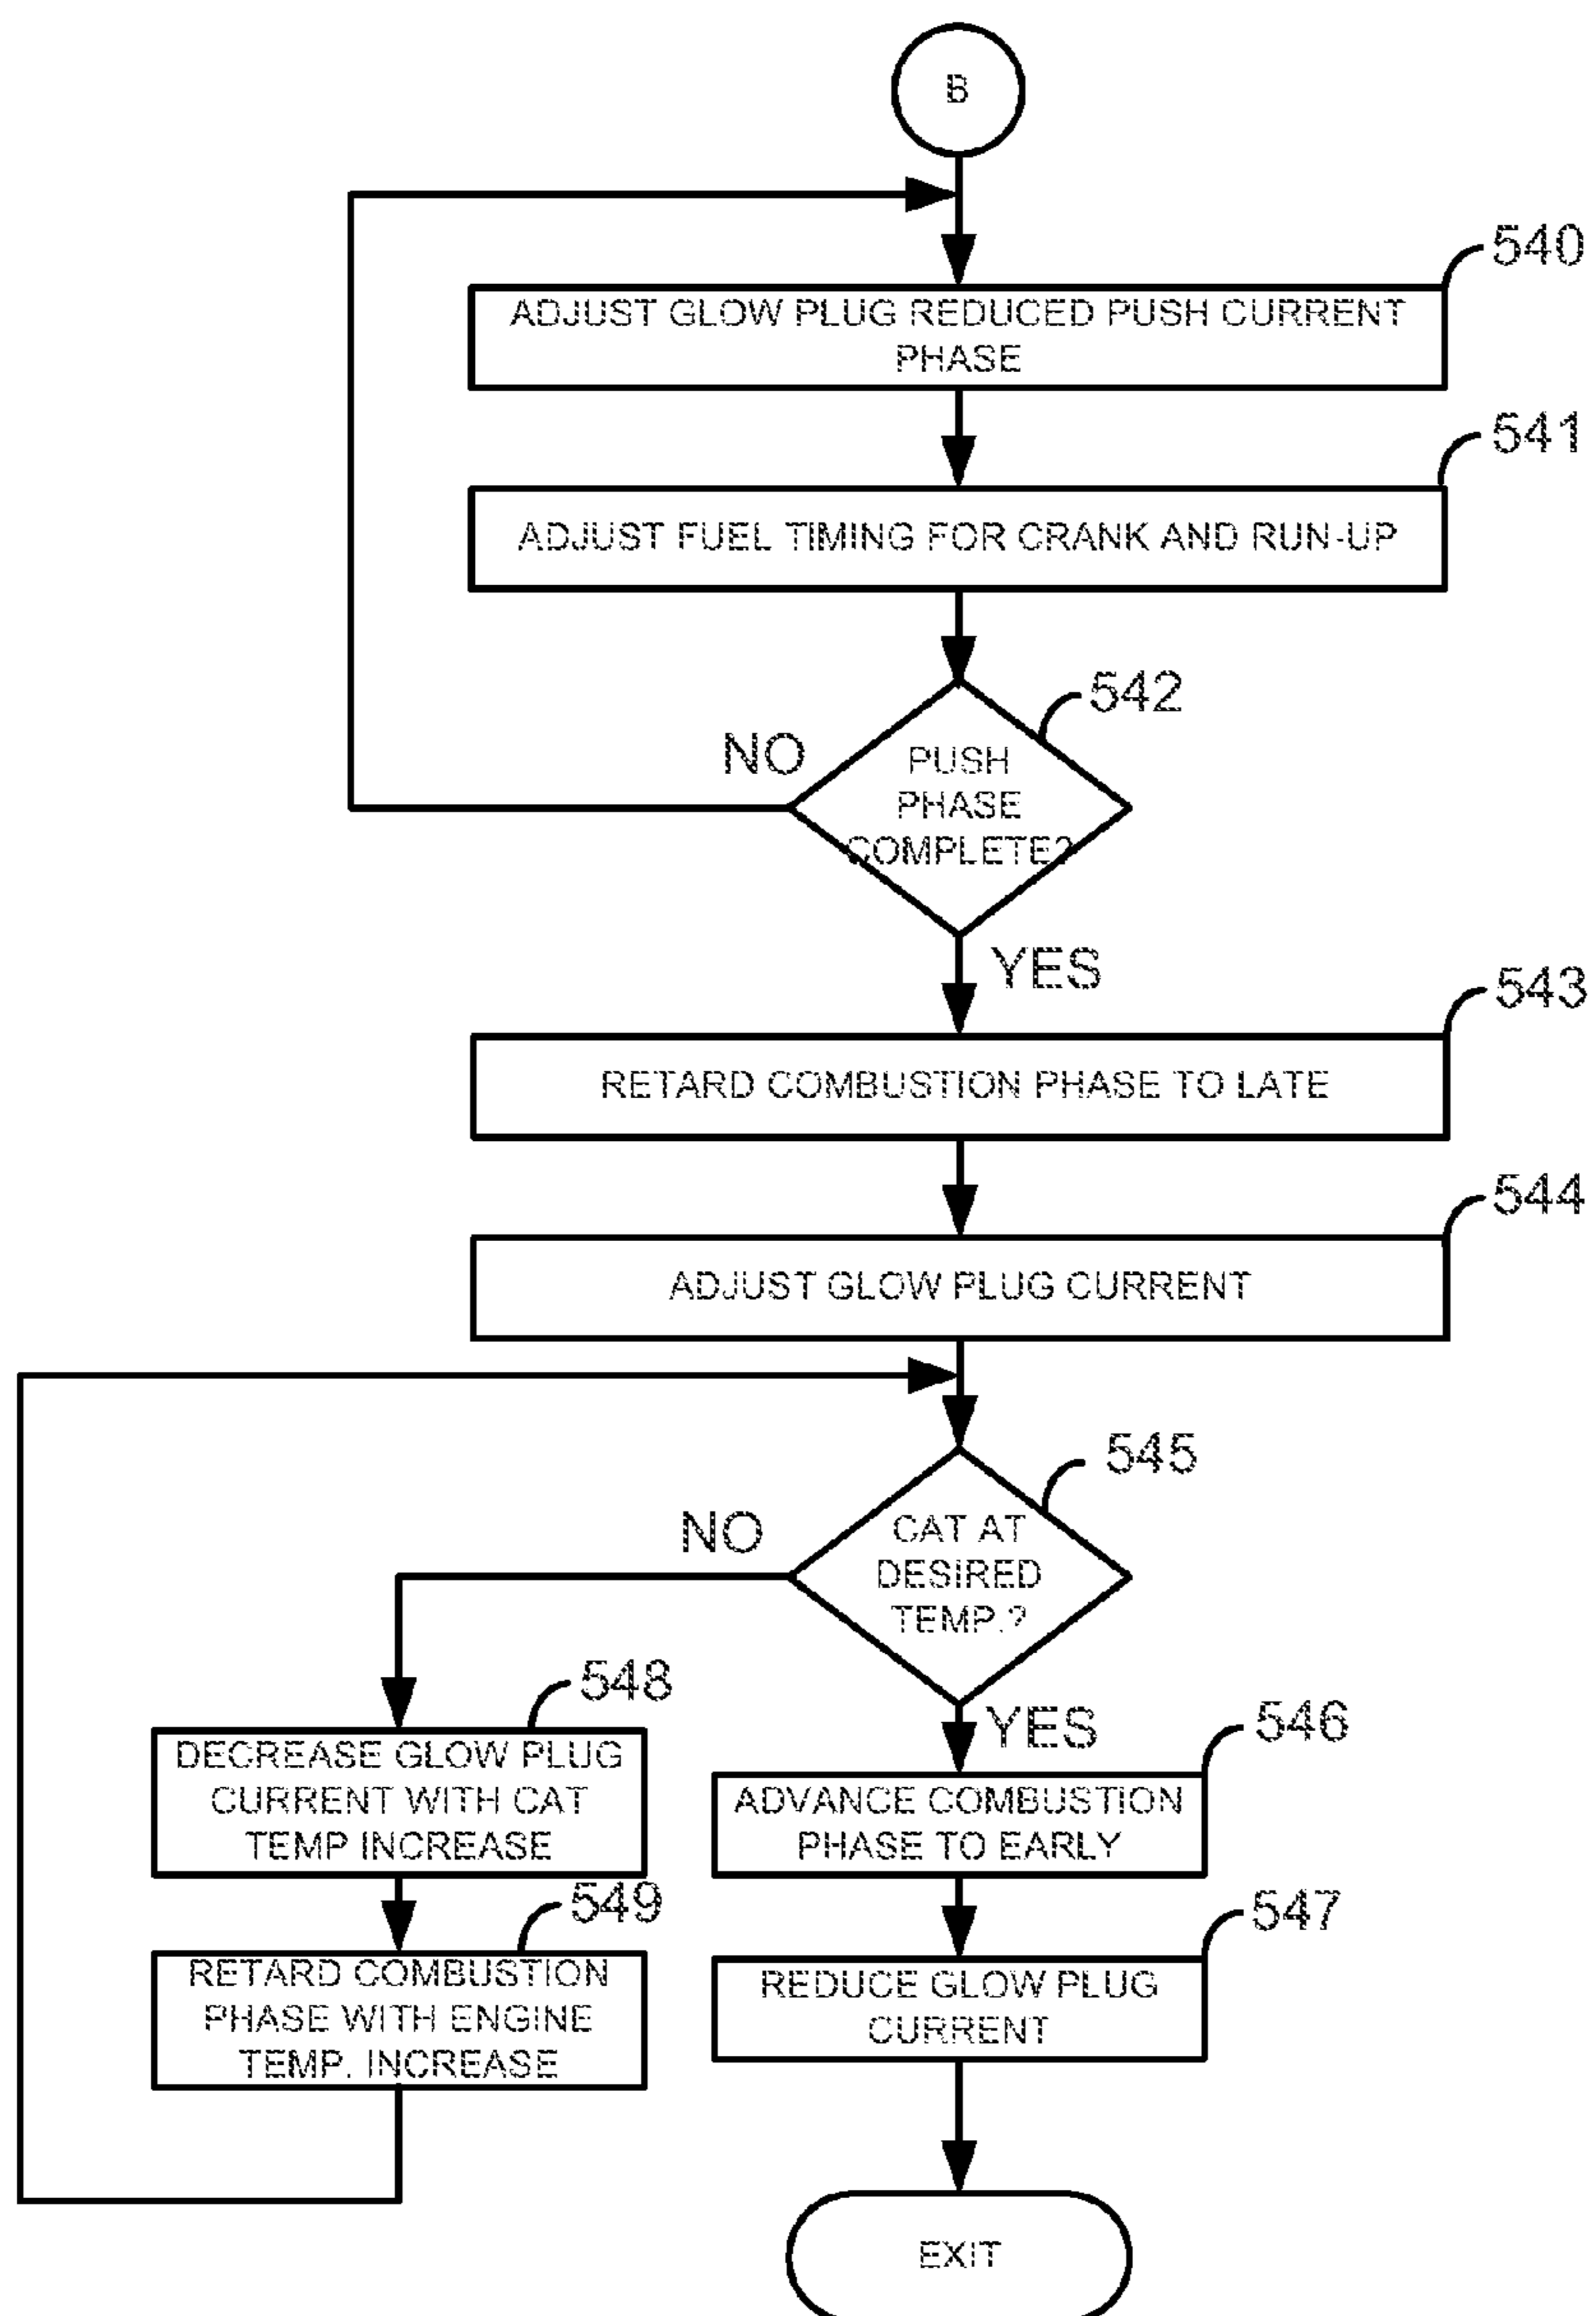 B
540
ADJUST GLOW PLUG REDUCED PUSH CURRENT
PHASE
541
ADJUST FUEL TIMING FOR CRANK AND RUN-UP
542
NO
PUSH
PHASE
COMPLETE?
YES
543
RETARD COMBUSTION PHASE TO LATE
544
ADJUST GLOW PLUG CURRENT
545
NO
CAT AT
DESIRED
TEMP.?
YES
548
DECREASE GLOW PLUG
CURRENT WITH CAT
TEMP INCREASE
546
ADVANCE COMBUSTION
PHASE TO EARLY
549
RETARD COMBUSTION
PHASE WITH ENGINE
TEMP. INCREASE
547
REDUCE GLOW PLUG
CURRENT
EXIT